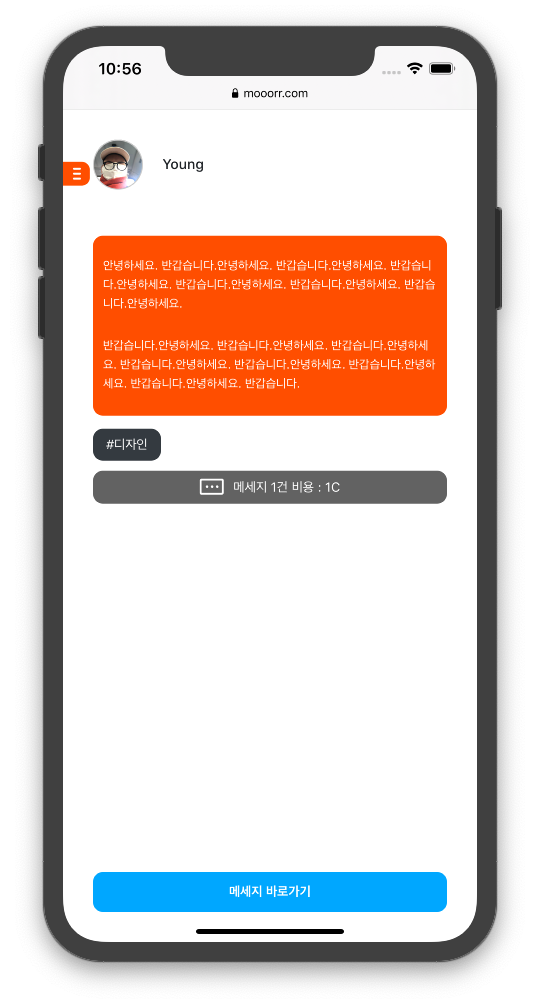 10:56
mooorr.com
Young
안녕하세요. 반갑습니다.안녕하세요. 반갑습니다.안녕하세요. 반갑습니
다.안녕하세요. 반갑습니다.안녕하세요. 반갑습니다.안녕하세요. 반갑습
니다.안녕하세요.
반갑습니다.안녕하세요. 반갑습니다.안녕하세요. 반갑습니다.안녕하세
요. 반갑습니다.안녕하세요. 반갑습니다.안녕하세요. 반갑습니다.안녕하
세요. 반갑습니다.안녕하세요. 반갑습니다.
#디자인
메세지 1건 비용 : 1C
메세지 바로가기